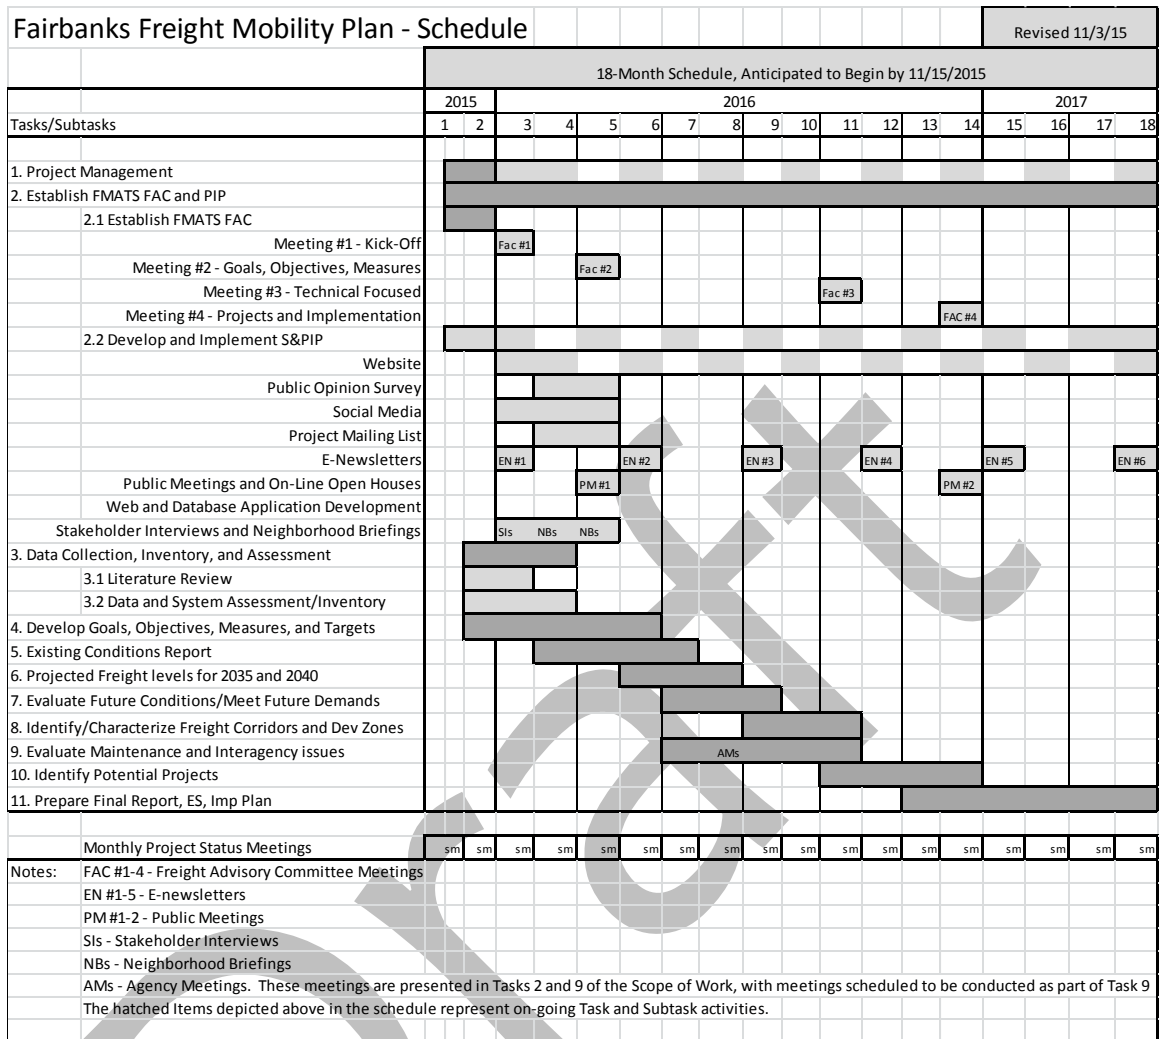 Fairbanks Freight Mobility Plan - Schedule
Revised 11/3/15
18-Month Schedule, Anticipated to Begin by 11/15/2015
2015 2016 2017
Tasks/Subtasks 1 2 3 4 5 6 7 8 9 10 11 12 13 14 15 16 17 18
1. Project Management
2. Establish FMATS FAC and PIP
2.1 Establish FMATS FAC
Meeting #1 - Kick-Off Fac #1
Meeting #2 - Goals, Objectives, Measures Fac #2
Meeting #3 - Technical Focused Fac #3
Meeting #4 - Projects and Implementation FAC #4
2.2 Develop and Implement S&PIP
Website
Public Opinion Survey
Social Media
Project Mailing List
E-Newsletters EN #1 EN #2 EN #3 EN #4 EN #5 EN #6
Public Meetings and On-Line Open Houses PM #1 PM #2
Web and Database Application Development
Stakeholder Interviews and Neighborhood Briefings SIs NBs NBs
3. Data Collection, Inventory, and Assessment
3.1 Literature Review
3.2 Data and System Assessment/Inventory
4. Develop Goals, Objectives, Measures, and Targets
5. Existing Conditions Report
6. Projected Freight levels for 2035 and 2040
7. Evaluate Future Conditions/Meet Future Demands
8. Identify/Characterize Freight Corridors and Dev Zones
9. Evaluate Maintenance and Interagency issues AMs
10. Identify Potential Projects
11. Prepare Final Report, ES, Imp Plan
Monthly Project Status Meetings sm sm sm sm sm sm sm sm sm sm sm sm sm sm sm sm sm sm
Notes: FAC #1-4 - Freight Advisory Committee Meetings
EN #1-5 - E-newsletters
PM #1-2 - Public Meetings
SIs - Stakeholder Interviews
NBs - Neighborhood Briefings
AMs - Agency Meetings. These meetings are presented in Tasks 2 and 9 of the Scope of Work, with meetings scheduled to be conducted as part of Task 9
The hatched Items depicted above in the schedule represent on-going Task and Subtask activities.
Draft